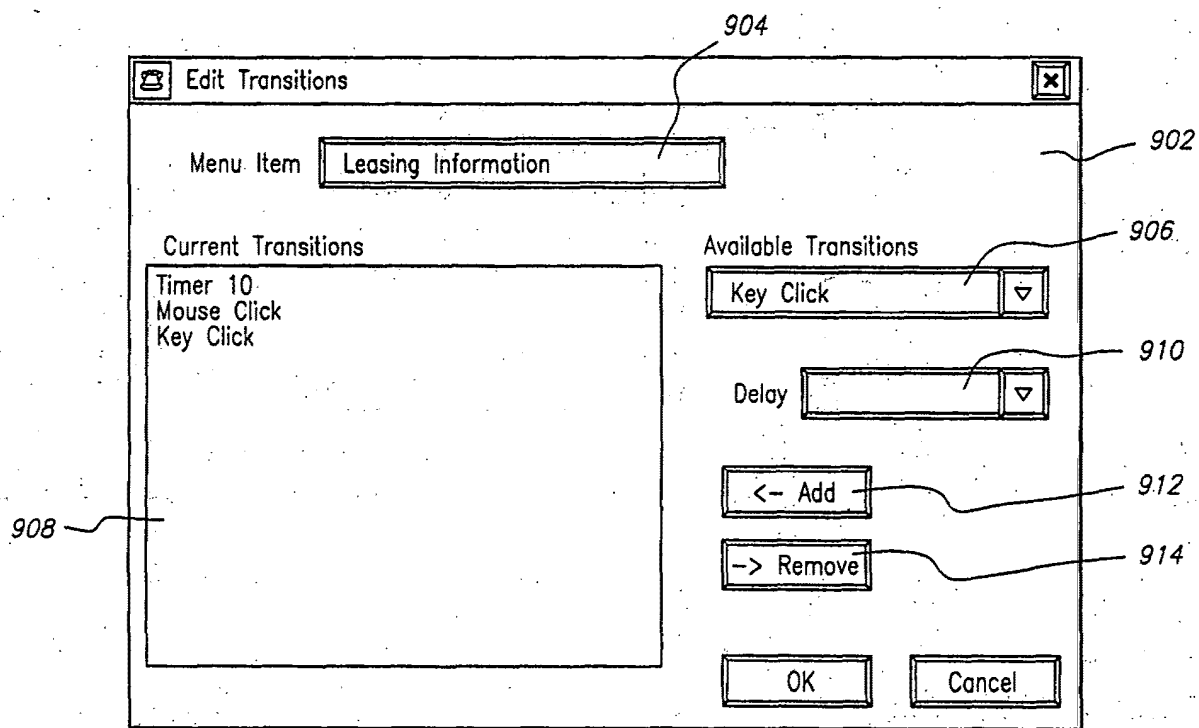 904
Edit Transitions
902
Menu Item Leasing Information
906
Current Transitions Available Transitions
Timer 10
Mouse Click
Key Click
Key Click
910
Delay
<- Add 912
908
-> Remove 914
OK Cancel